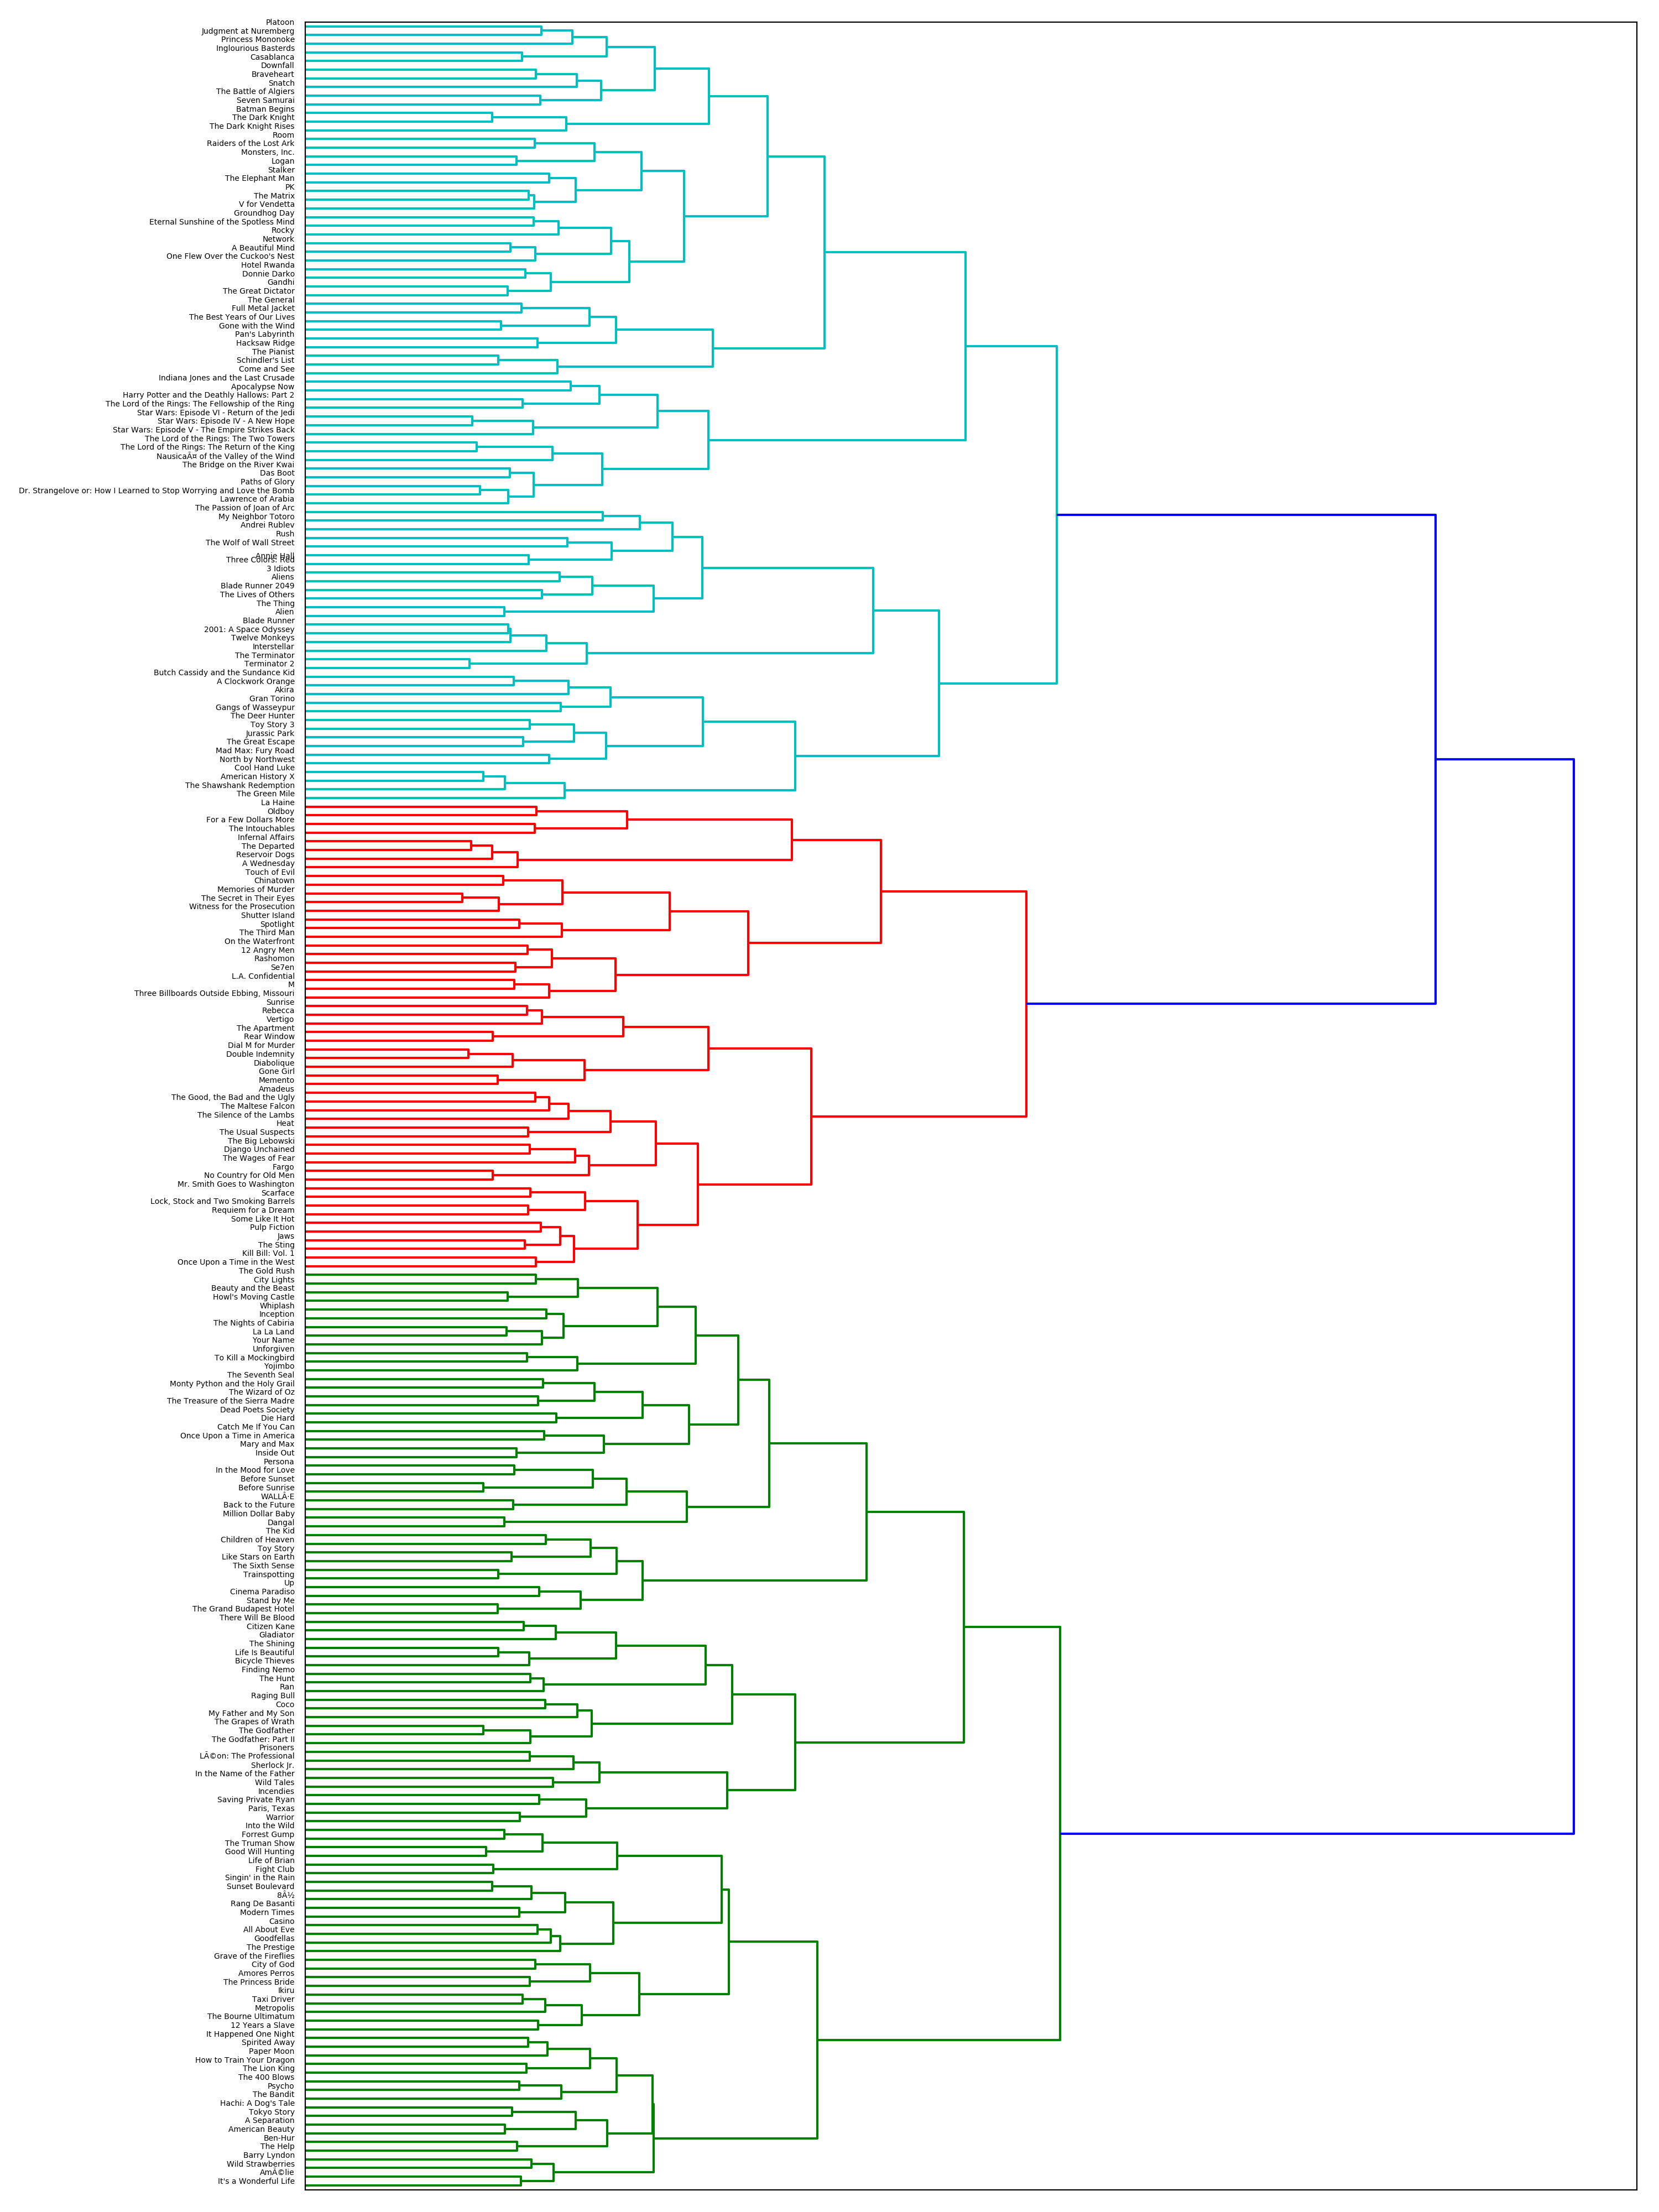 Platoon
Judgment at Nuremberg
Princess Mononoke
Inglourious Basterds
Casablanca
Downfall
Braveheart
Snatch
The Battle of Algiers
Seven Samurai
Batman Begins
The Dark Knight
The Dark Knight Rises
Room
Raiders of the Lost Ark
Monsters, Inc.
Logan
Stalker
The Elephant Man
PK
The Matrix
V for Vendetta
Groundhog Day
Eternal Sunshine of the Spotless Mind
Rocky
Network
A Beautiful Mind
One Flew Over the Cuckoo's Nest
Hotel Rwanda
Donnie Darko
Gandhi
The Great Dictator
The General
Full Metal Jacket
The Best Years of Our Lives
Gone with the Wind
Pan's Labyrinth
Hacksaw Ridge
The Pianist
Schindler's List
Come and See
Indiana Jones and the Last Crusade
Apocalypse Now
Harry Potter and the Deathly Hallows: Part 2
The Lord of the Rings: The Fellowship of the Ring
Star Wars: Episode VI - Return of the Jedi
Star Wars: Episode IV - A New Hope
Star Wars: Episode V - The Empire Strikes Back
The Lord of the Rings: The Two Towers
The Lord of the Rings: The Return of the King
NausicaÃ¤ of the Valley of the Wind
The Bridge on the River Kwai
Das Boot
Paths of Glory
Dr. Strangelove or: How I Learned to Stop Worrying and Love the Bomb
Lawrence of Arabia
The Passion of Joan of Arc
My Neighbor Totoro
Andrei Rublev
Rush
The Wolf of Wall Street
Annie Hall
Three Colors: Red
3 Idiots
Aliens
Blade Runner 2049
The Lives of Others
The Thing
Alien
Blade Runner
2001: A Space Odyssey
Twelve Monkeys
Interstellar
The Terminator
Terminator 2
Butch Cassidy and the Sundance Kid
A Clockwork Orange
Akira
Gran Torino
Gangs of Wasseypur
The Deer Hunter
Toy Story 3
Jurassic Park
The Great Escape
Mad Max: Fury Road
North by Northwest
Cool Hand Luke
American History X
The Shawshank Redemption
The Green Mile
La Haine
Oldboy
For a Few Dollars More
The Intouchables
Infernal Affairs
The Departed
Reservoir Dogs
A Wednesday
Touch of Evil
Chinatown
Memories of Murder
The Secret in Their Eyes
Witness for the Prosecution
Shutter Island
Spotlight
The Third Man
On the Waterfront
12 Angry Men
Rashomon
Se7en
L.A. Confidential
M
Three Billboards Outside Ebbing, Missouri
Sunrise
Rebecca
Vertigo
The Apartment
Rear Window
Dial M for Murder
Double Indemnity
Diabolique
Gone Girl
Memento
Amadeus
The Good, the Bad and the Ugly
The Maltese Falcon
The Silence of the Lambs
Heat
The Usual Suspects
The Big Lebowski
Django Unchained
The Wages of Fear
Fargo
No Country for Old Men
Mr. Smith Goes to Washington
Scarface
Lock, Stock and Two Smoking Barrels
Requiem for a Dream
Some Like It Hot
Pulp Fiction
Jaws
The Sting
Kill Bill: Vol. 1
Once Upon a Time in the West
The Gold Rush
City Lights
Beauty and the Beast
Howl's Moving Castle
Whiplash
Inception
The Nights of Cabiria
La La Land
Your Name
Unforgiven
To Kill a Mockingbird
Yojimbo
The Seventh Seal
Monty Python and the Holy Grail
The Wizard of Oz
The Treasure of the Sierra Madre
Dead Poets Society
Die Hard
Catch Me If You Can
Once Upon a Time in America
Mary and Max
Inside Out
Persona
In the Mood for Love
Before Sunset
Before Sunrise
WALLÂ·E
Back to the Future
Million Dollar Baby
Dangal
The Kid
Children of Heaven
Toy Story
Like Stars on Earth
The Sixth Sense
Trainspotting
Up
Cinema Paradiso
Stand by Me
The Grand Budapest Hotel
There Will Be Blood
Citizen Kane
Gladiator
The Shining
Life Is Beautiful
Bicycle Thieves
Finding Nemo
The Hunt
Ran
Raging Bull
Coco
My Father and My Son
The Grapes of Wrath
The Godfather
The Godfather: Part II
Prisoners
LÃ©on: The Professional
Sherlock Jr.
In the Name of the Father
Wild Tales
Incendies
Saving Private Ryan
Paris, Texas
Warrior
Into the Wild
Forrest Gump
The Truman Show
Good Will Hunting
Life of Brian
Fight Club
Singin' in the Rain
Sunset Boulevard
8Â½
Rang De Basanti
Modern Times
Casino
All About Eve
Goodfellas
The Prestige
Grave of the Fireflies
City of God
Amores Perros
The Princess Bride
Ikiru
Taxi Driver
Metropolis
The Bourne Ultimatum
12 Years a Slave
It Happened One Night
Spirited Away
Paper Moon
How to Train Your Dragon
The Lion King
The 400 Blows
Psycho
The Bandit
Hachi: A Dog's Tale
Tokyo Story
A Separation
American Beauty
Ben-Hur
The Help
Barry Lyndon
Wild Strawberries
AmÃ©lie
It's a Wonderful Life